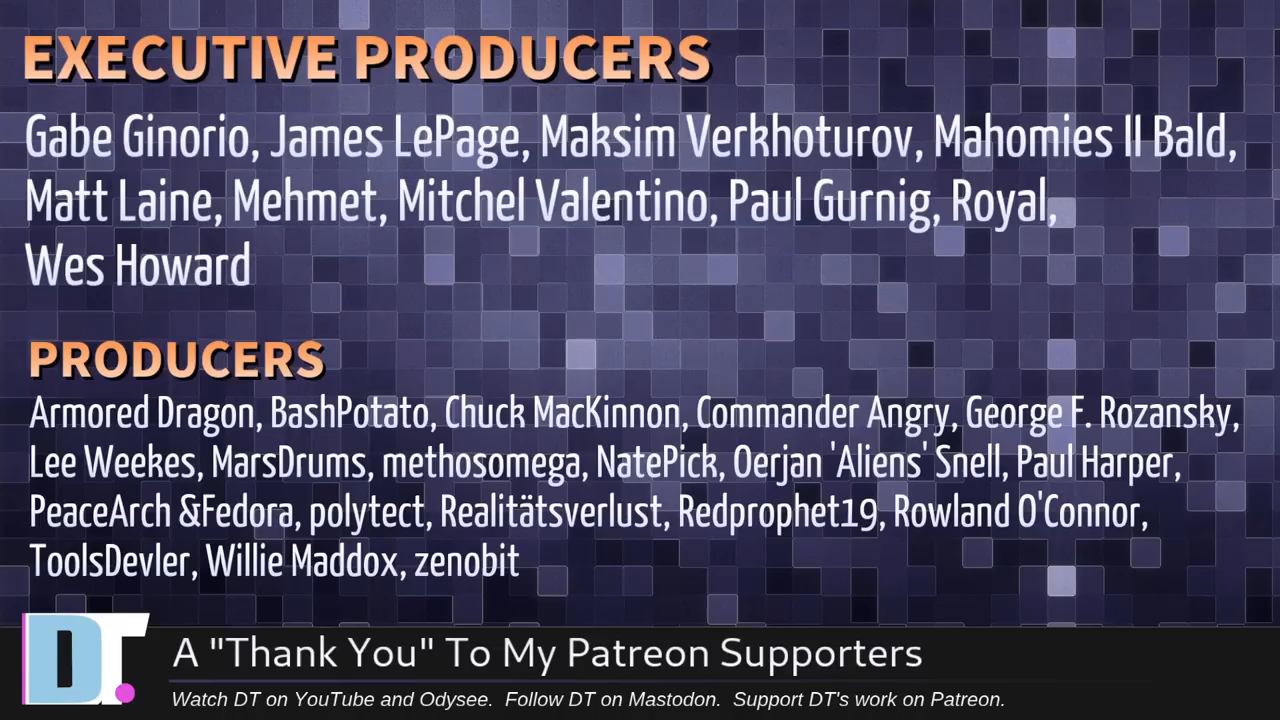 EXECUTIVE PRODUCERS
Gabe Ginorio, James LePage, Maksim Verkhoturov, Mahomies II Bald,
Matt Laine, Mehmet, Mitchel Valentino, Paul Gurnig, Royal,
Wes Howard
PRODUCERS
Armored Dragon, BashPotato, Chuck MacKinnon, Commander Angry, George F. Rozansky,
Lee Weekes, MarsDrums, methosomega, NatePick, Oerjan 'Aliens' Snell, Paul Harper,
PeaceArch &Fedora, polytect, Realitätsverlust, Redprophet19, Rowland O'Connor,
ToolsDevler, Willie Maddox, zenobit
DT.
A "Thank You" To My Patreon Supporters
Watch DT on YouTube and Odysee. Follow DT on Mastodon. Support DT's work on Patreon.